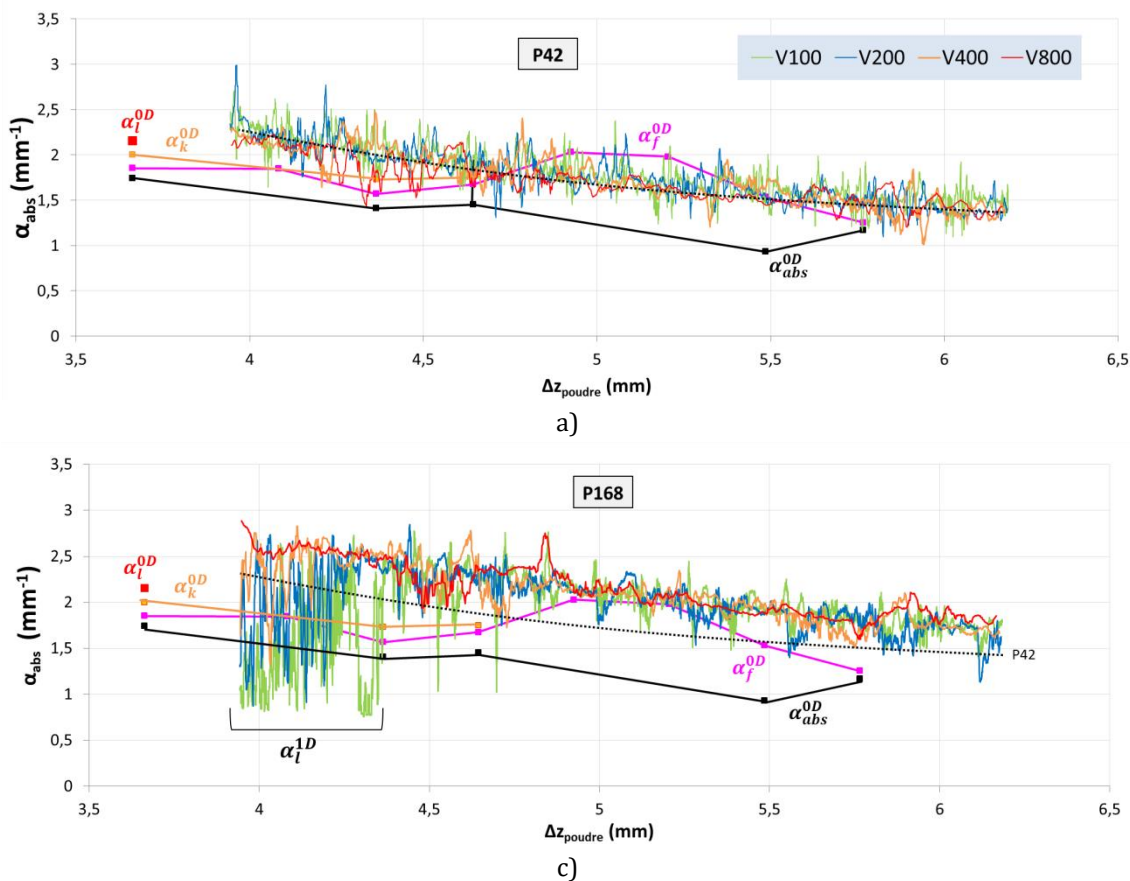 3,5
3
2,5
2
1,5
1
0,5
0
α_abs (mm⁻¹)
P42
V100 V200 V400 V800
α_l^{0D}
α_k^{0D}
α_f^{0D}
α_{abs}^{0D}
3,5 4 4,5 5 5,5 6 6,5
Δz_poudre (mm)
a)
3,5
3
2,5
2
1,5
1
0,5
0
α_abs (mm⁻¹)
P168
α_l^{0D}
α_k^{0D}
P42
α_f^{0D}
α_{abs}^{0D}
α_l^{1D}
3,5 4 4,5 5 5,5 6 6,5
Δz_poudre (mm)
c)